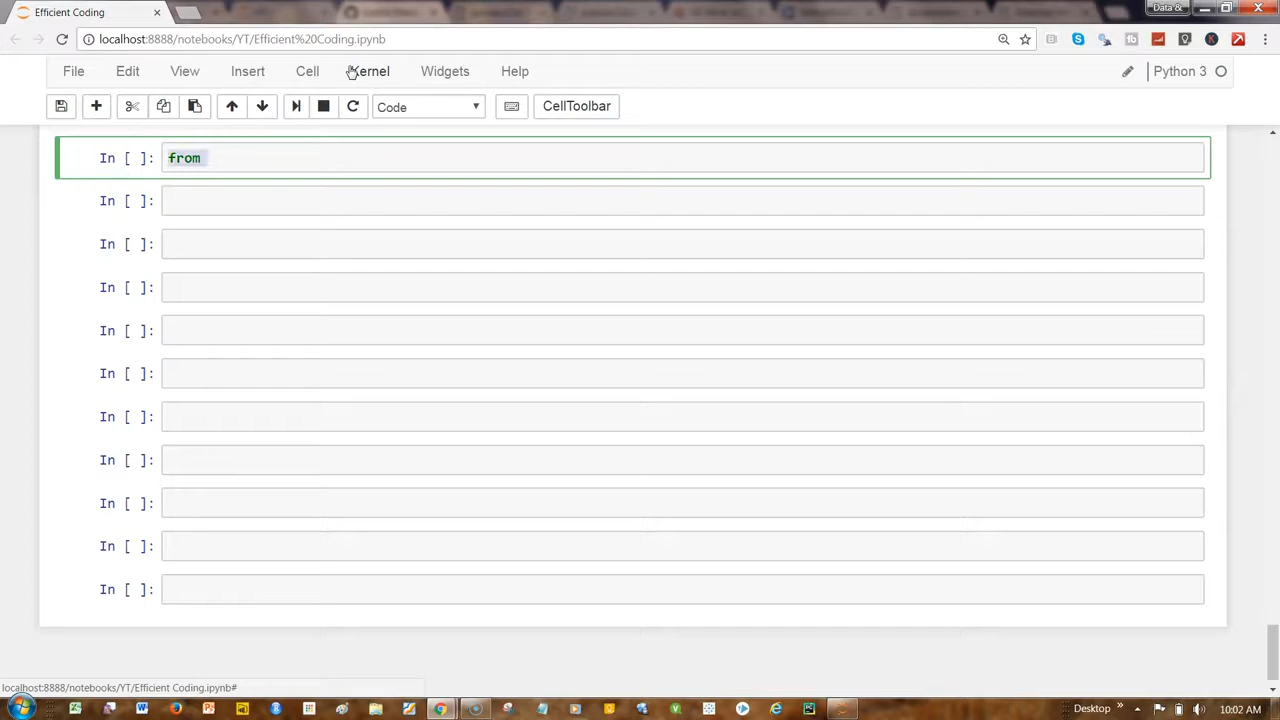 Efficient Coding
Data &
localhost:8888/notebooks/YT/Efficient%20Coding.ipynb
File Edit View Insert Cell Kernel Widgets Help
Python 3
Code
CellToolbar
In [ ]: from
In [ ]:
In [ ]:
In [ ]:
In [ ]:
In [ ]:
In [ ]:
In [ ]:
In [ ]:
In [ ]:
In [ ]:
localhost:8888/notebooks/YT/Efficient Coding.ipynb#
Desktop
10:02 AM